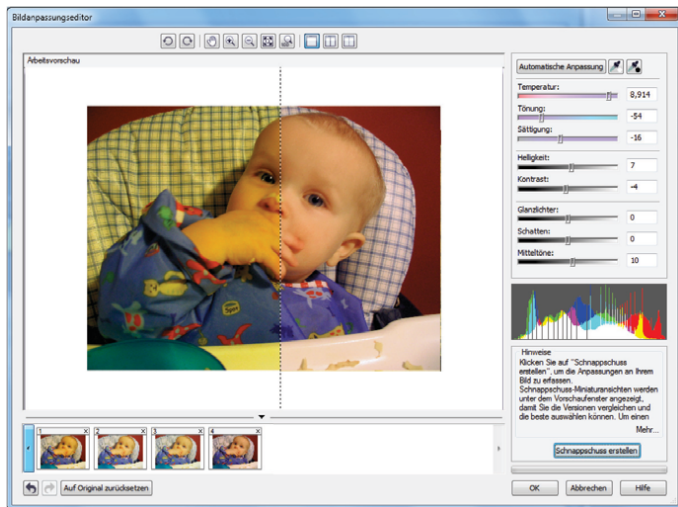 Bildanpassungseditor
Arbeitsvorschau
Automatische Anpassung
Temperatur:
8,914
Tönung:
-54
Sättigung:
-16
Helligkeit:
7
Kontrast:
-4
Glanzlichter:
0
Schatten:
0
Mitteltöne:
10
Hinweise
Klicken Sie auf "Schnappschuss
erstellen", um die Anpassungen an Ihrem
Bild zu erfassen.
Schnappschuss-Miniaturansichten werden
unter dem Vorschaufenster angezeigt,
damit Sie die Versionen vergleichen und
die beste auswählen können. Um einen
Mehr...
Schnappschuss erstellen
1 X 2 X 3 X 4 X
Auf Original zurücksetzen
OK Abbrechen Hilfe